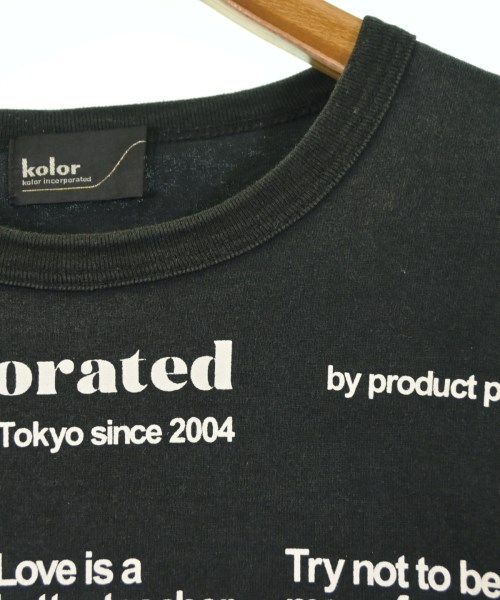 kolor
kolor incorporated
orated
by product p
Tokyo since 2004
Love is a
Try not to be